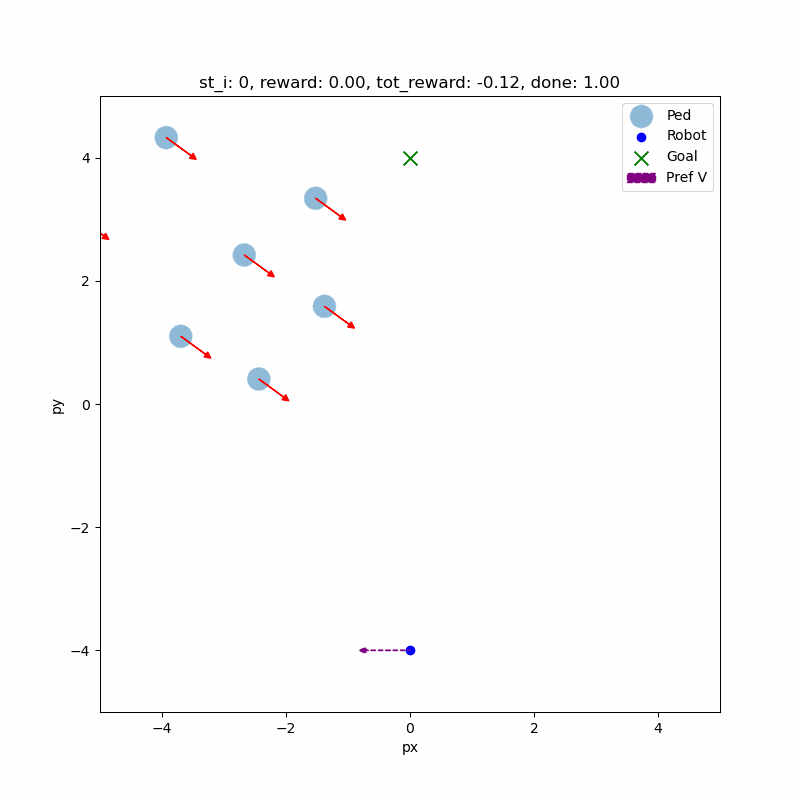 st_i: 0, reward: 0.00, tot_reward: -0.12, done: 1.00
Ped
Robot
Goal
Pref V
4
2
0
−2
−4
py
−4
−2
0
2
4
px